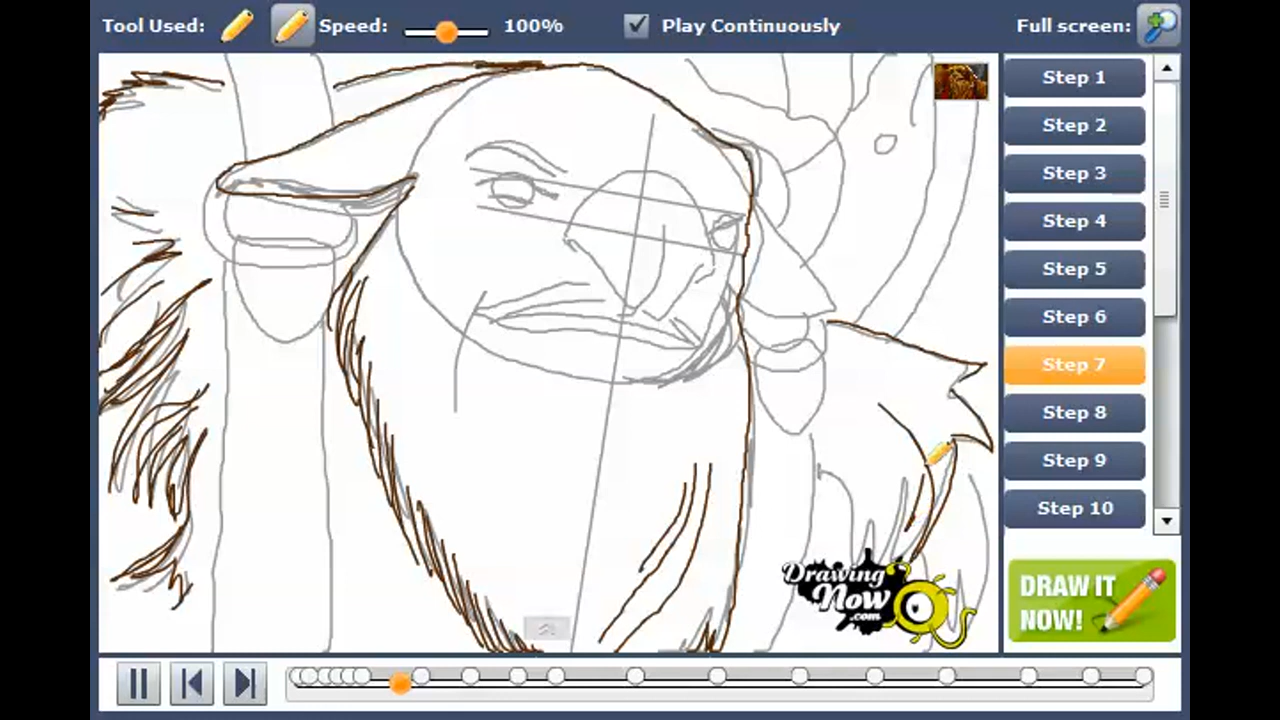 Tool Used: Speed: 100% Play Continuously Full screen:
Step 1
Step 2
Step 3
Step 4
Step 5
Step 6
Step 7
Step 8
Step 9
Step 10
Drawing
Now
.com
DRAW IT
NOW!